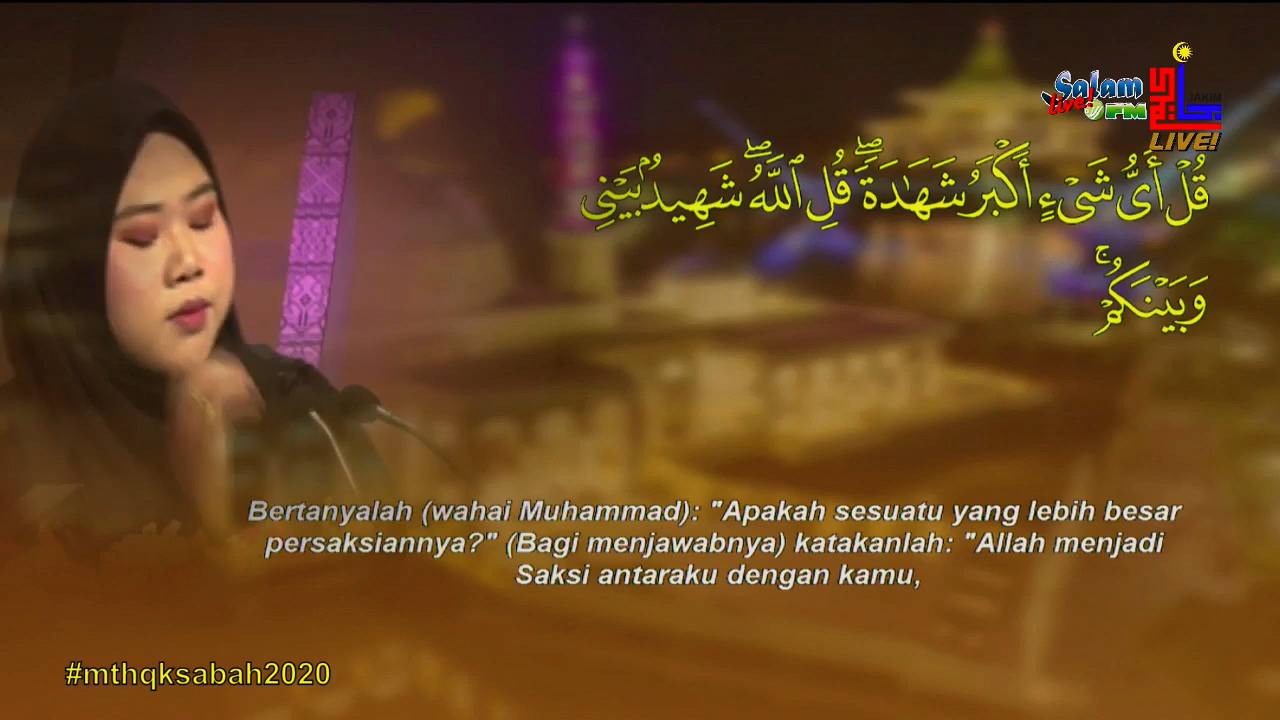 Salam
live!
FM
JAKIM
LIVE!
قُلْ أَىُّ شَىْءٍ أَكْبَرُ شَهَـٰدَةً ۖ قُلِ ٱللَّهُ ۖ شَهِيدٌۢ بَيْنِى
وَبَيْنَكُمْ ۚ
Bertanyalah (wahai Muhammad): "Apakah sesuatu yang lebih besar
persaksiannya?" (Bagi menjawabnya) katakanlah: "Allah menjadi
Saksi antaraku dengan kamu,
#mthqksabah2020